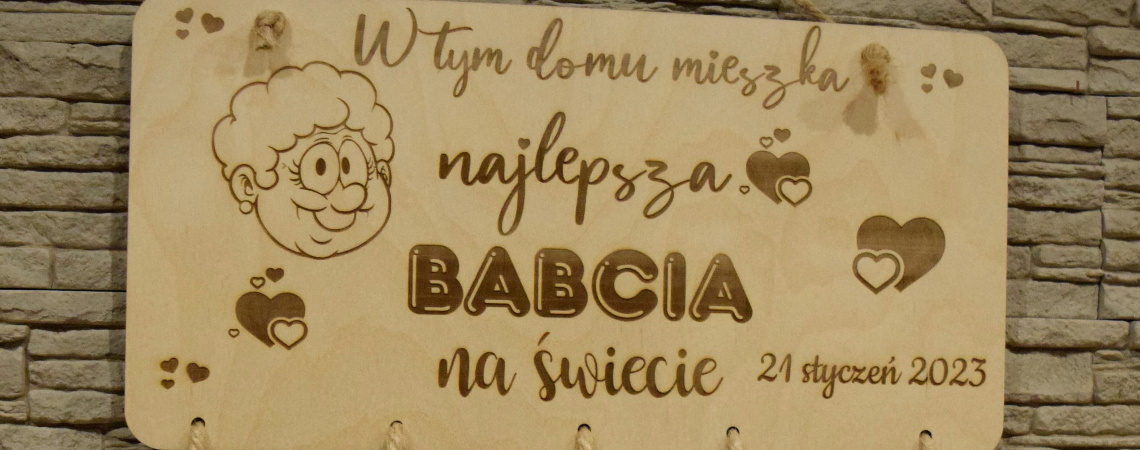 W tym domu mieszka
najlepsza
BABCIA
na świecie
21 styczeń 2023